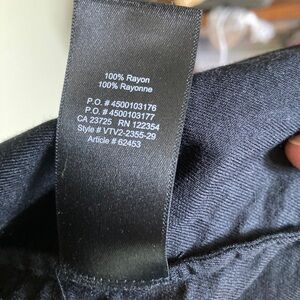 100% Rayon
100% Rayonne
P.O. # 4500103176
P.O. # 4500103177
CA 23725 RN 122354
Style # VTV2-2355-29
Article # 62453